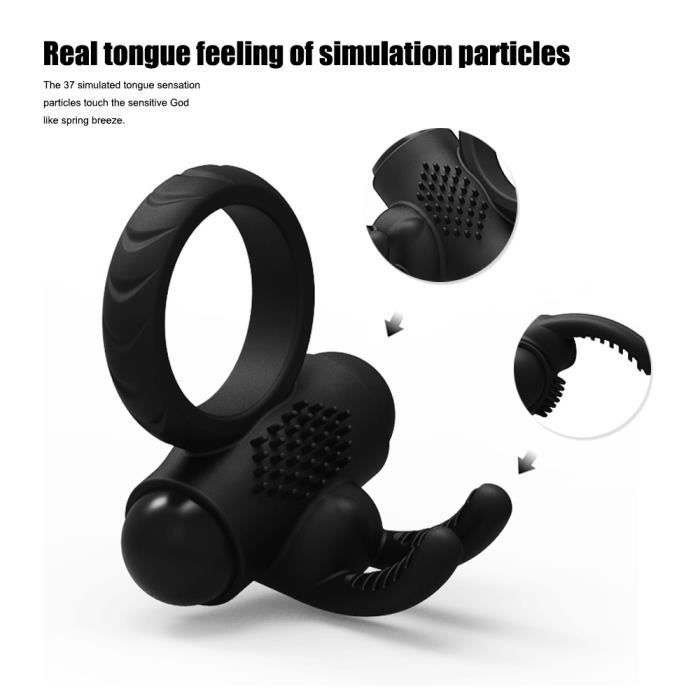 Real tongue feeling of simulation particles
The 37 simulated tongue sensation
particles touch the sensitive God
like spring breeze.